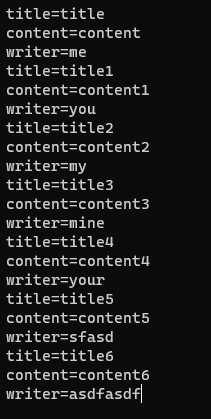 title=title
content=content
writer=me
title=title1
content=content1
writer=you
title=title2
content=content2
writer=my
title=title3
content=content3
writer=mine
title=title4
content=content4
writer=your
title=title5
content=content5
writer=sfasd
title=title6
content=content6
writer=asdfasdf